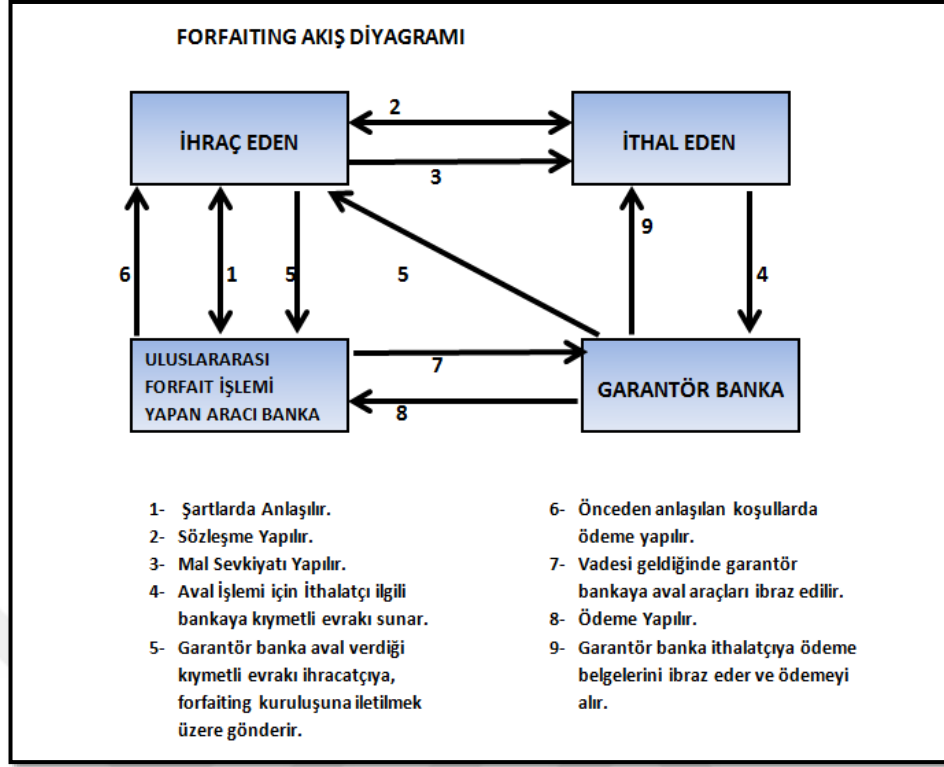 FORFAITING AKIŞ DİYAGRAMI
İHRAÇ EDEN
2
İTHAL EDEN
3
6
1
5
5
9
4
ULUSLARARASI
FORFAIT İŞLEMİ
YAPAN ARACI BANKA
7
8
GARANTÖR BANKA
1- Şartlarda Anlaşılır.
2- Sözleşme Yapılır.
3- Mal Sevkiyatı Yapılır.
4- Aval İşlemi için İthalatçı ilgili
bankaya kıymetli evrakı sunar.
5- Garantör banka aval verdiği
kıymetli evrakı ihracatçıya,
forfaiting kuruluşuna iletilmek
üzere gönderir.
6- Önceden anlaşılan koşullarda
ödeme yapılır.
7- Vadesi geldiğinde garantör
bankaya aval araçları ibraz edilir.
8- Ödeme Yapılır.
9- Garantör banka ithalatçıya ödeme
belgelerini ibraz eder ve ödemeyi
alır.